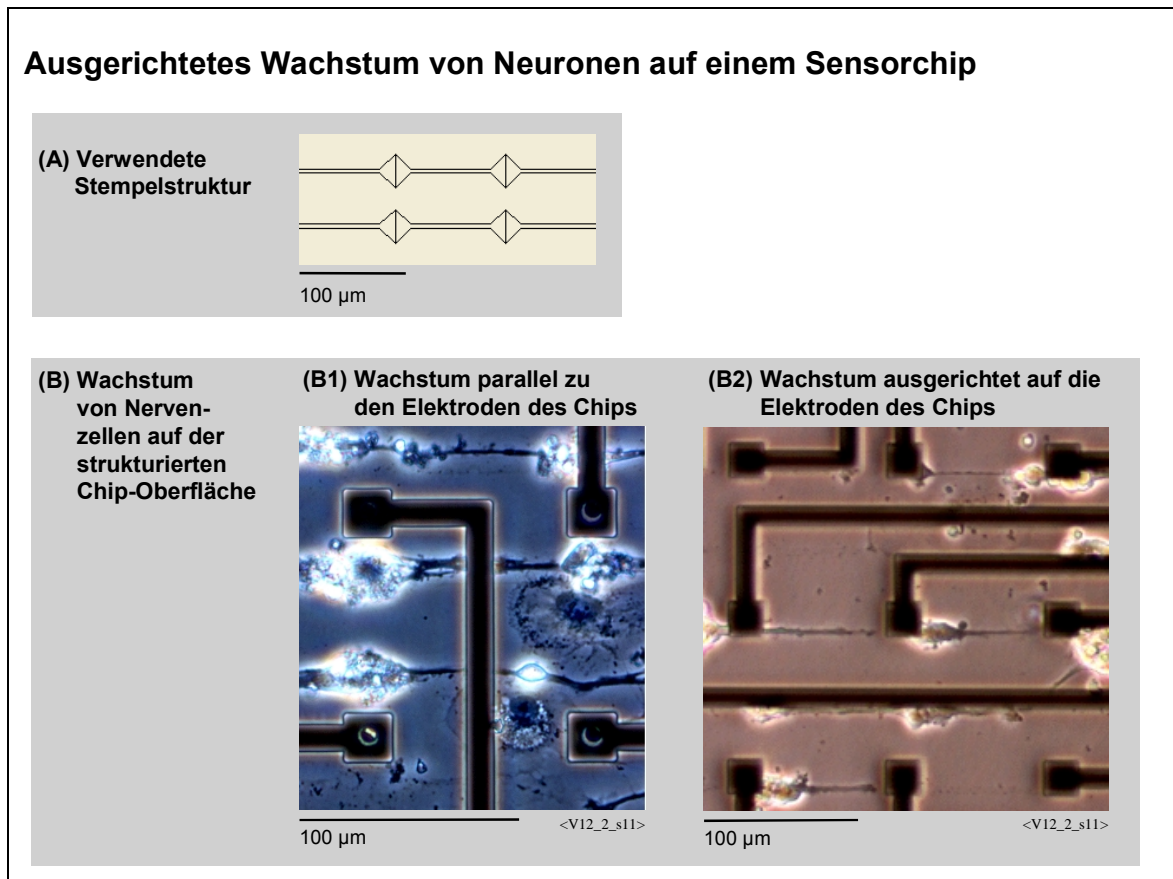 Ausgerichtetes Wachstum von Neuronen auf einem Sensorchip
(A) Verwendete
Stempelstruktur
100 µm
(B) Wachstum
von Nerven-
zellen auf der
strukturierten
Chip-Oberfläche
(B1) Wachstum parallel zu
den Elektroden des Chips
100 µm
<V12_2_s11>
(B2) Wachstum ausgerichtet auf die
Elektroden des Chips
100 µm
<V12_2_s11>